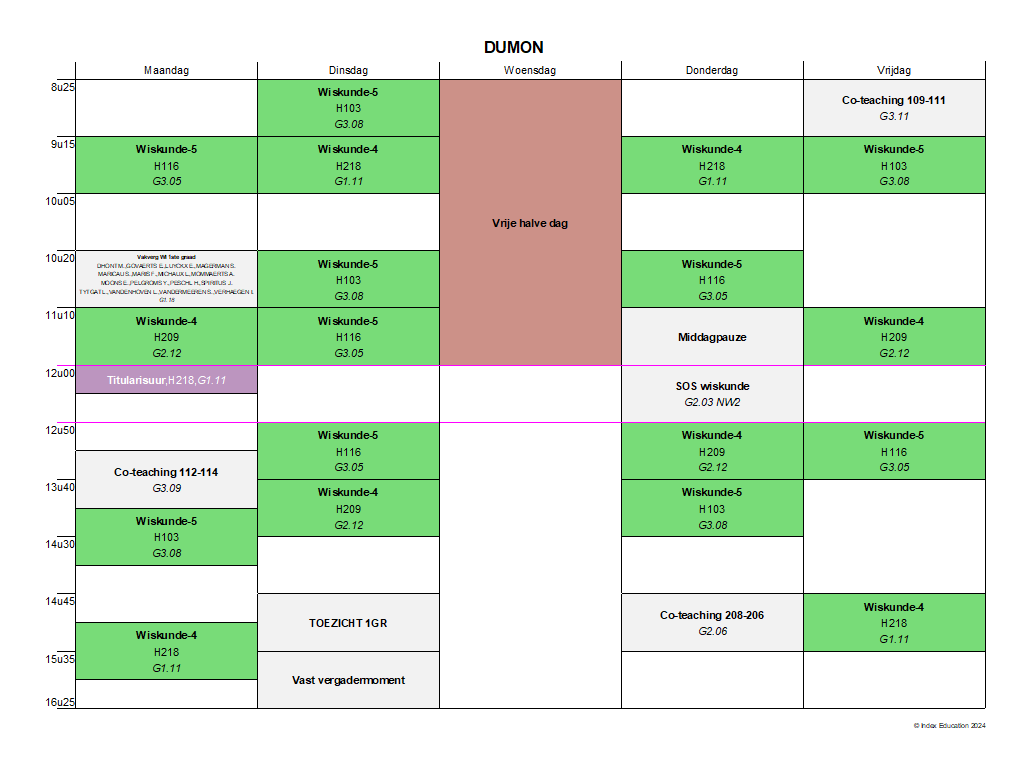 DUMON
Maandag Dinsdag Woensdag Donderdag Vrijdag
8u25
Wiskunde-5
H103
G3.08
Co-teaching 109-111
G3.11
9u15
Wiskunde-5
H116
G3.05
Wiskunde-4
H218
G1.11
Wiskunde-4
H218
G1.11
Wiskunde-5
H103
G3.08
10u05
Vrije halve dag
10u20
Vakverg WI 1ste graad
DHONT M., GOVAERTS E., LUYCKX E., MAGERMAN S.
MARICAU S., MARIS F., MICHAUX L., MOMMAERTS A.
MOONS E., PELGROMS Y., PESCHL H., SPIRITUS J.
TYTGAT L., VANDENHOVEN L., VANDERMEEREN S., VERHAEGEN I.
G1.18
Wiskunde-5
H103
G3.08
Wiskunde-5
H116
G3.05
11u10
Wiskunde-4
H209
G2.12
Wiskunde-5
H116
G3.05
Middagpauze
Wiskunde-4
H209
G2.12
12u00
Titularisuur,H218,G1.11
SOS wiskunde
G2.03 NW2
12u50
Wiskunde-5
H116
G3.05
Wiskunde-4
H209
G2.12
Wiskunde-5
H116
G3.05
Co-teaching 112-114
G3.09
13u40
Wiskunde-4
H209
G2.12
Wiskunde-5
H103
G3.08
Wiskunde-5
H103
G3.08
14u30
14u45
TOEZICHT 1GR
Co-teaching 208-206
G2.06
Wiskunde-4
H218
G1.11
Wiskunde-4
H218
G1.11
15u35
Vast vergadermoment
16u25
© Index Education 2024